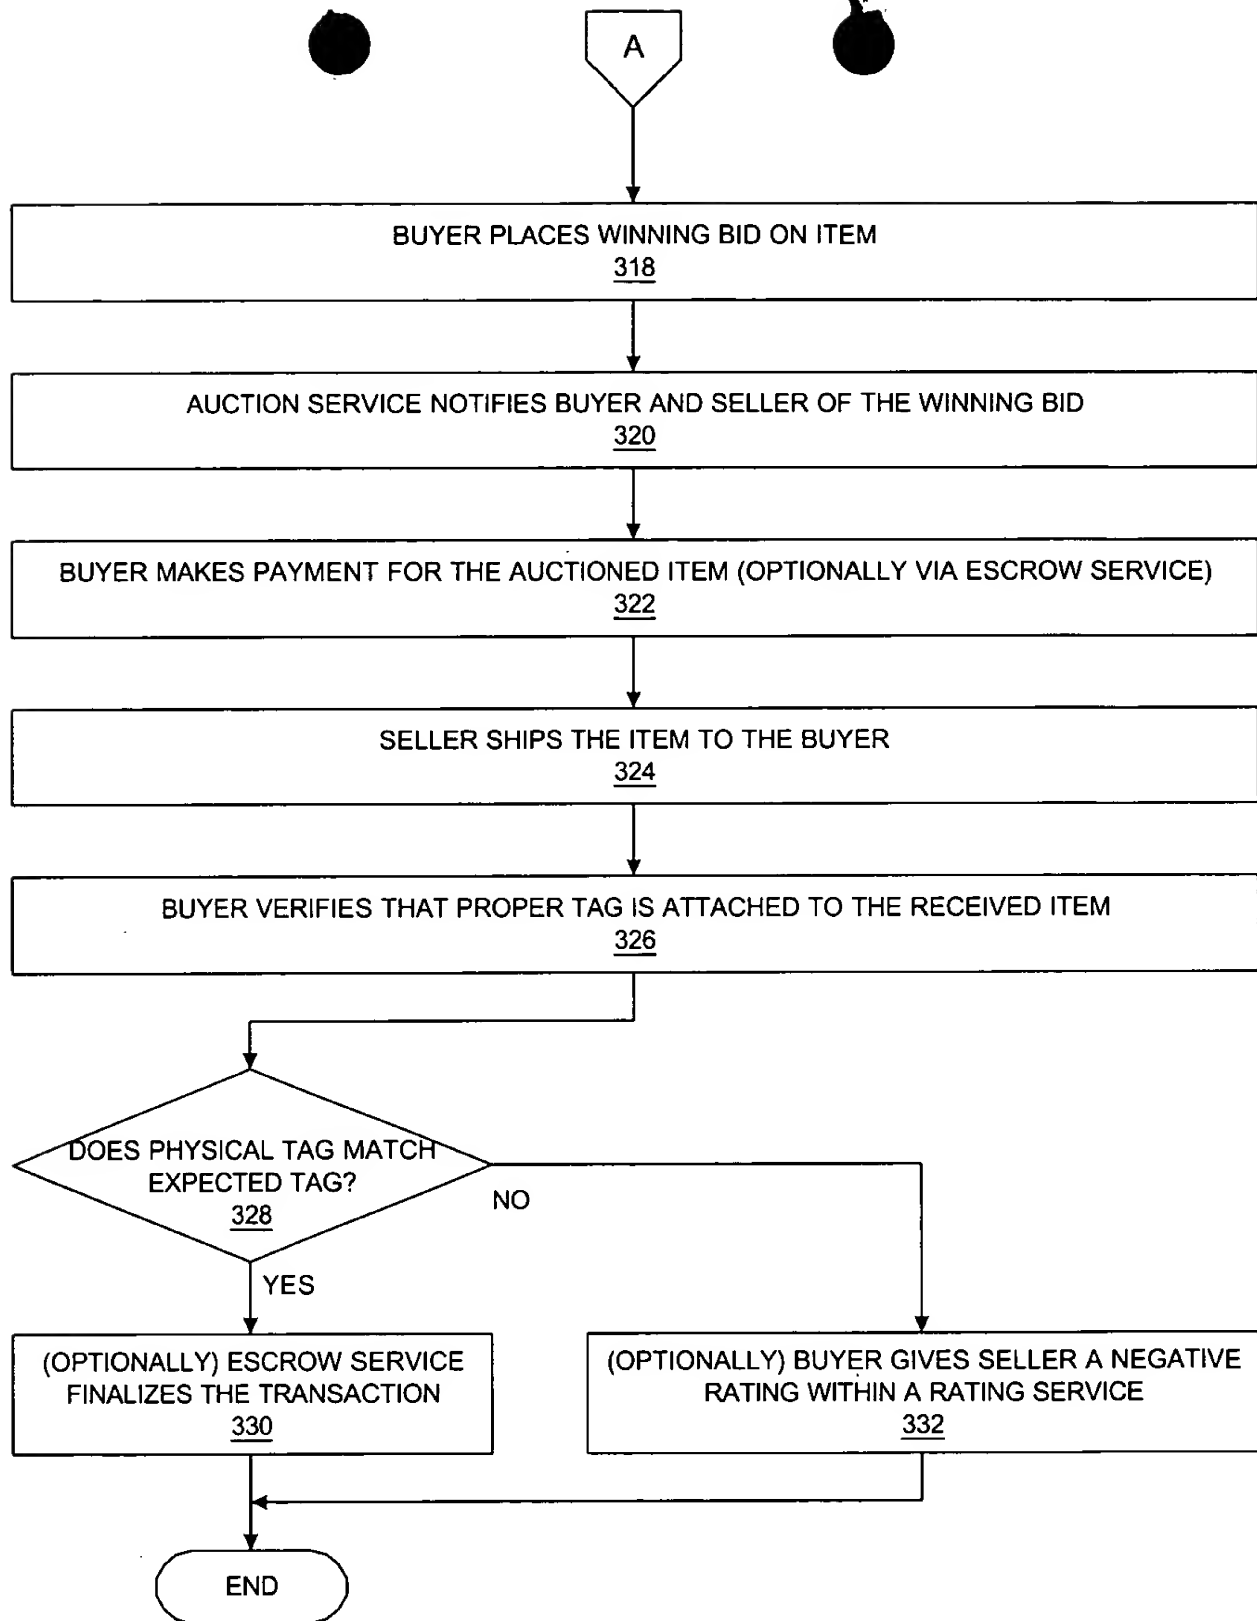 A
BUYER PLACES WINNING BID ON ITEM
318
AUCTION SERVICE NOTIFIES BUYER AND SELLER OF THE WINNING BID
320
BUYER MAKES PAYMENT FOR THE AUCTIONED ITEM (OPTIONALLY VIA ESCROW SERVICE)
322
SELLER SHIPS THE ITEM TO THE BUYER
324
BUYER VERIFIES THAT PROPER TAG IS ATTACHED TO THE RECEIVED ITEM
326
DOES PHYSICAL TAG MATCH
EXPECTED TAG?
328
NO
YES
(OPTIONALLY) ESCROW SERVICE
FINALIZES THE TRANSACTION
330
(OPTIONALLY) BUYER GIVES SELLER A NEGATIVE
RATING WITHIN A RATING SERVICE
332
END